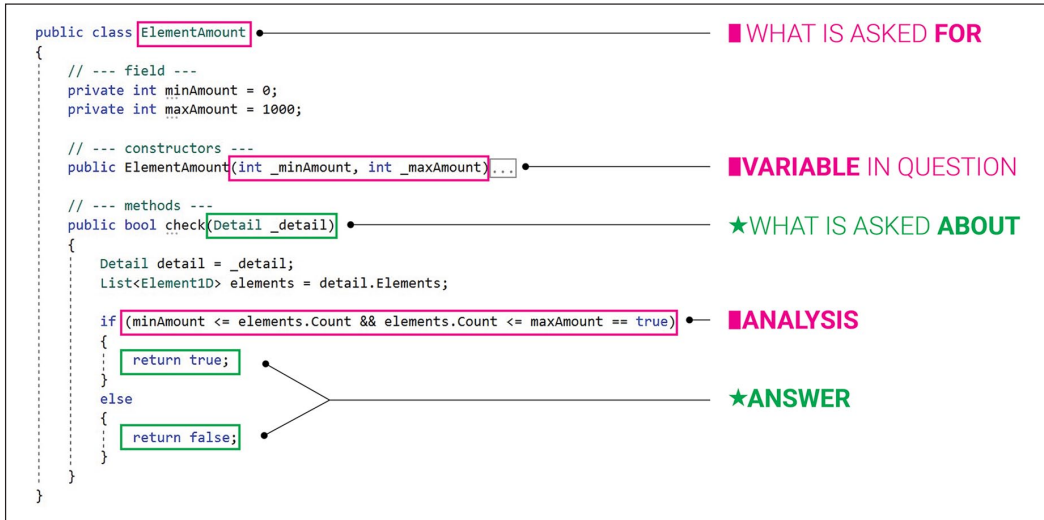 public class ElementAmount
WHAT IS ASKED FOR
{
// --- field ---
private int minAmount = 0;
private int maxAmount = 1000;
// --- constructors ---
public ElementAmount(int _minAmount, int _maxAmount)...
VARIABLE IN QUESTION
// --- methods ---
public bool check(Detail _detail)
★WHAT IS ASKED ABOUT
{
Detail detail = _detail;
List<Element1D> elements = detail.Elements;
if (minAmount <= elements.Count && elements.Count <= maxAmount == true)
ANALYSIS
{
return true;
}
else
★ANSWER
{
return false;
}
}
}